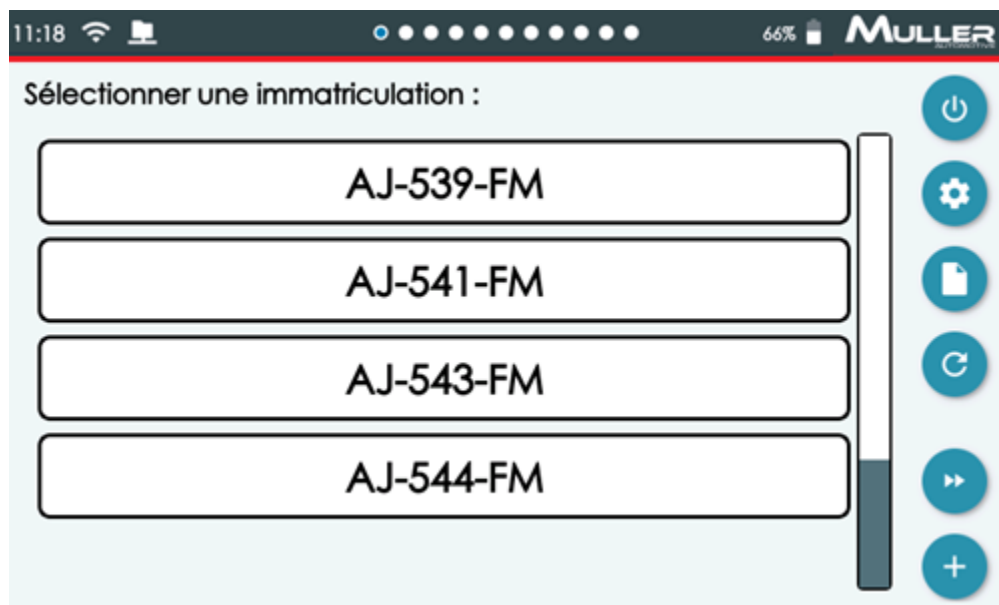 11:18
66%
MULLER
AUTOMOTIVE
Sélectionner une immatriculation :
AJ-539-FM
AJ-541-FM
AJ-543-FM
AJ-544-FM